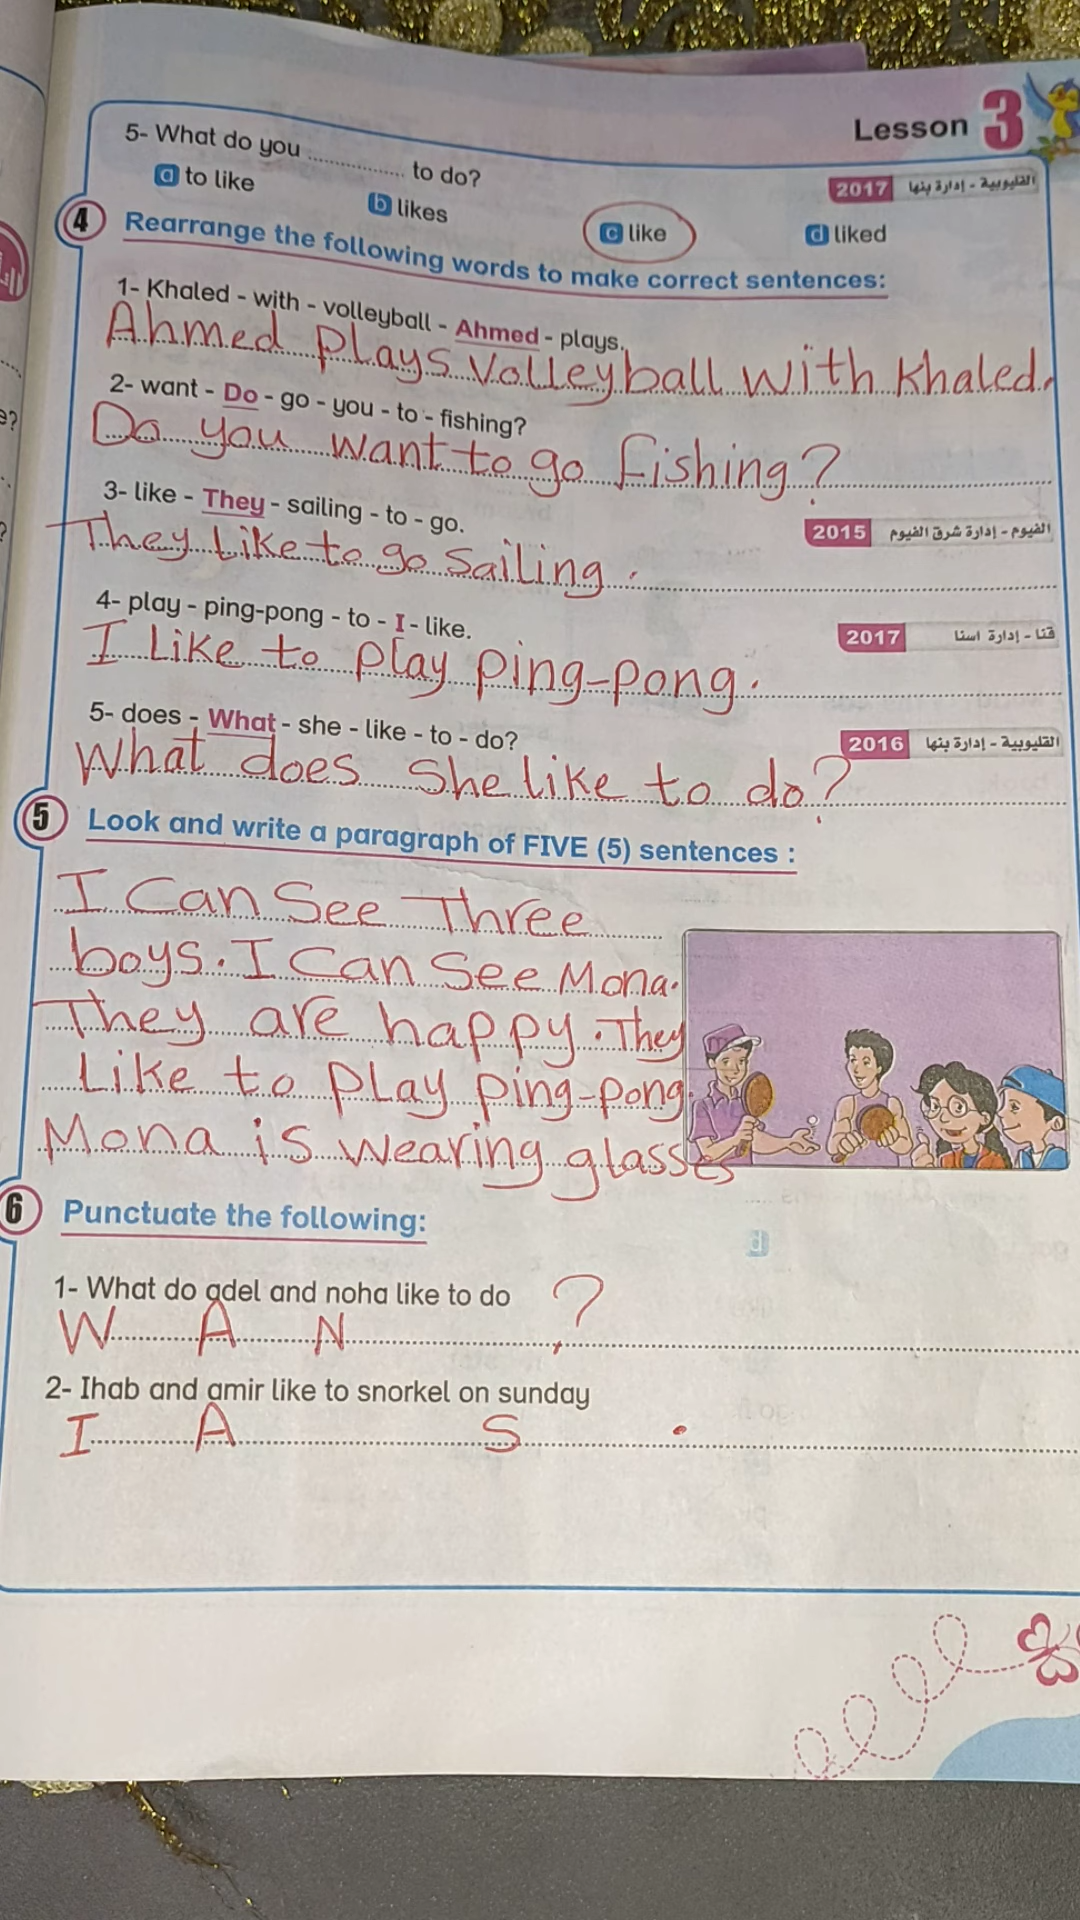 Lesson 3
5- What do you ............... to do?
2017 القليوبية - إدارة بنها
a to like b likes c like d liked
4 Rearrange the following words to make correct sentences:
1- Khaled - with - volleyball - Ahmed - plays.
Ahmed plays Volleyball with Khaled.
2- want - Do - go - you - to - fishing?
Do you want to go fishing?
3- like - They - sailing - to - go.
2015 الفيوم - إدارة شرق الفيوم
They Like to go Sailing.
4- play - ping-pong - to - I - like.
2017 قنا - إدارة اسنا
I Like to play ping-pong.
5- does - What - she - like - to - do?
2016 القليوبية - إدارة بنها
What does She like to do?
5 Look and write a paragraph of FIVE (5) sentences :
I Can See Three
boys. I Can See Mona.
They are happy. They
Like to play ping-pong.
Mona is wearing glasses
6 Punctuate the following:
1- What do adel and noha like to do ?
W A N
2- Ihab and amir like to snorkel on sunday
I A S .